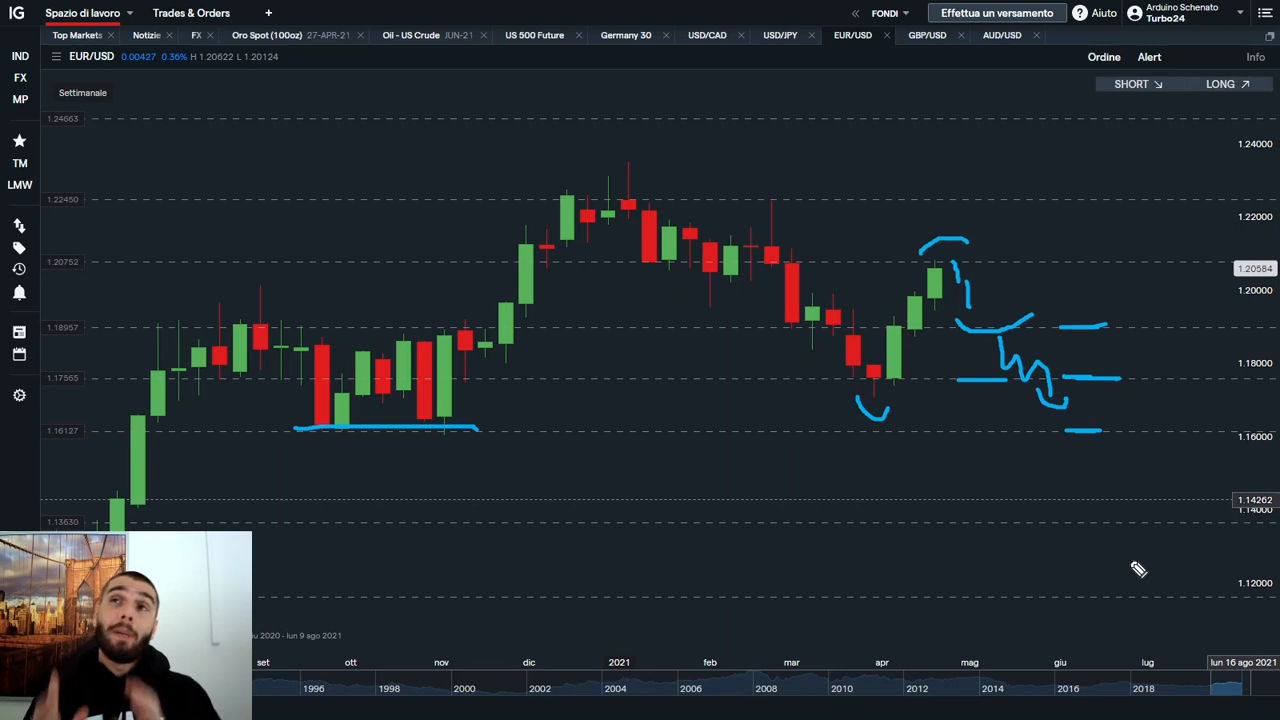 IG Spazio di lavoro Trades & Orders + FONDI Effettua un versamento ? Aiuto Arduino Schenato
Turbo24
Top Markets Notizie FX Oro Spot (100oz) 27-APR-21 Oil - US Crude JUN-21 US 500 Future Germany 30 USD/CAD USD/JPY EUR/USD GBP/USD AUD/USD
IND EUR/USD 0.00427 0.36% H 1.20622 L 1.20124 Ordine Alert Info
FX
SHORT LONG
Settimanale
MP
1.24663
1.24000
TM
LMW
1.22450
1.22000
1.20752
1.20584
1.20000
1.18957
1.18000
1.17565
1.16127
1.16000
1.14262
1.14000
1.13630
1.12000
u 2020 - lun 9 ago 2021
set ott nov dic 2021 feb mar apr mag giu lug lun 16 ago 2021
1996 1998 2000 2002 2004 2006 2008 2010 2012 2014 2016 2018